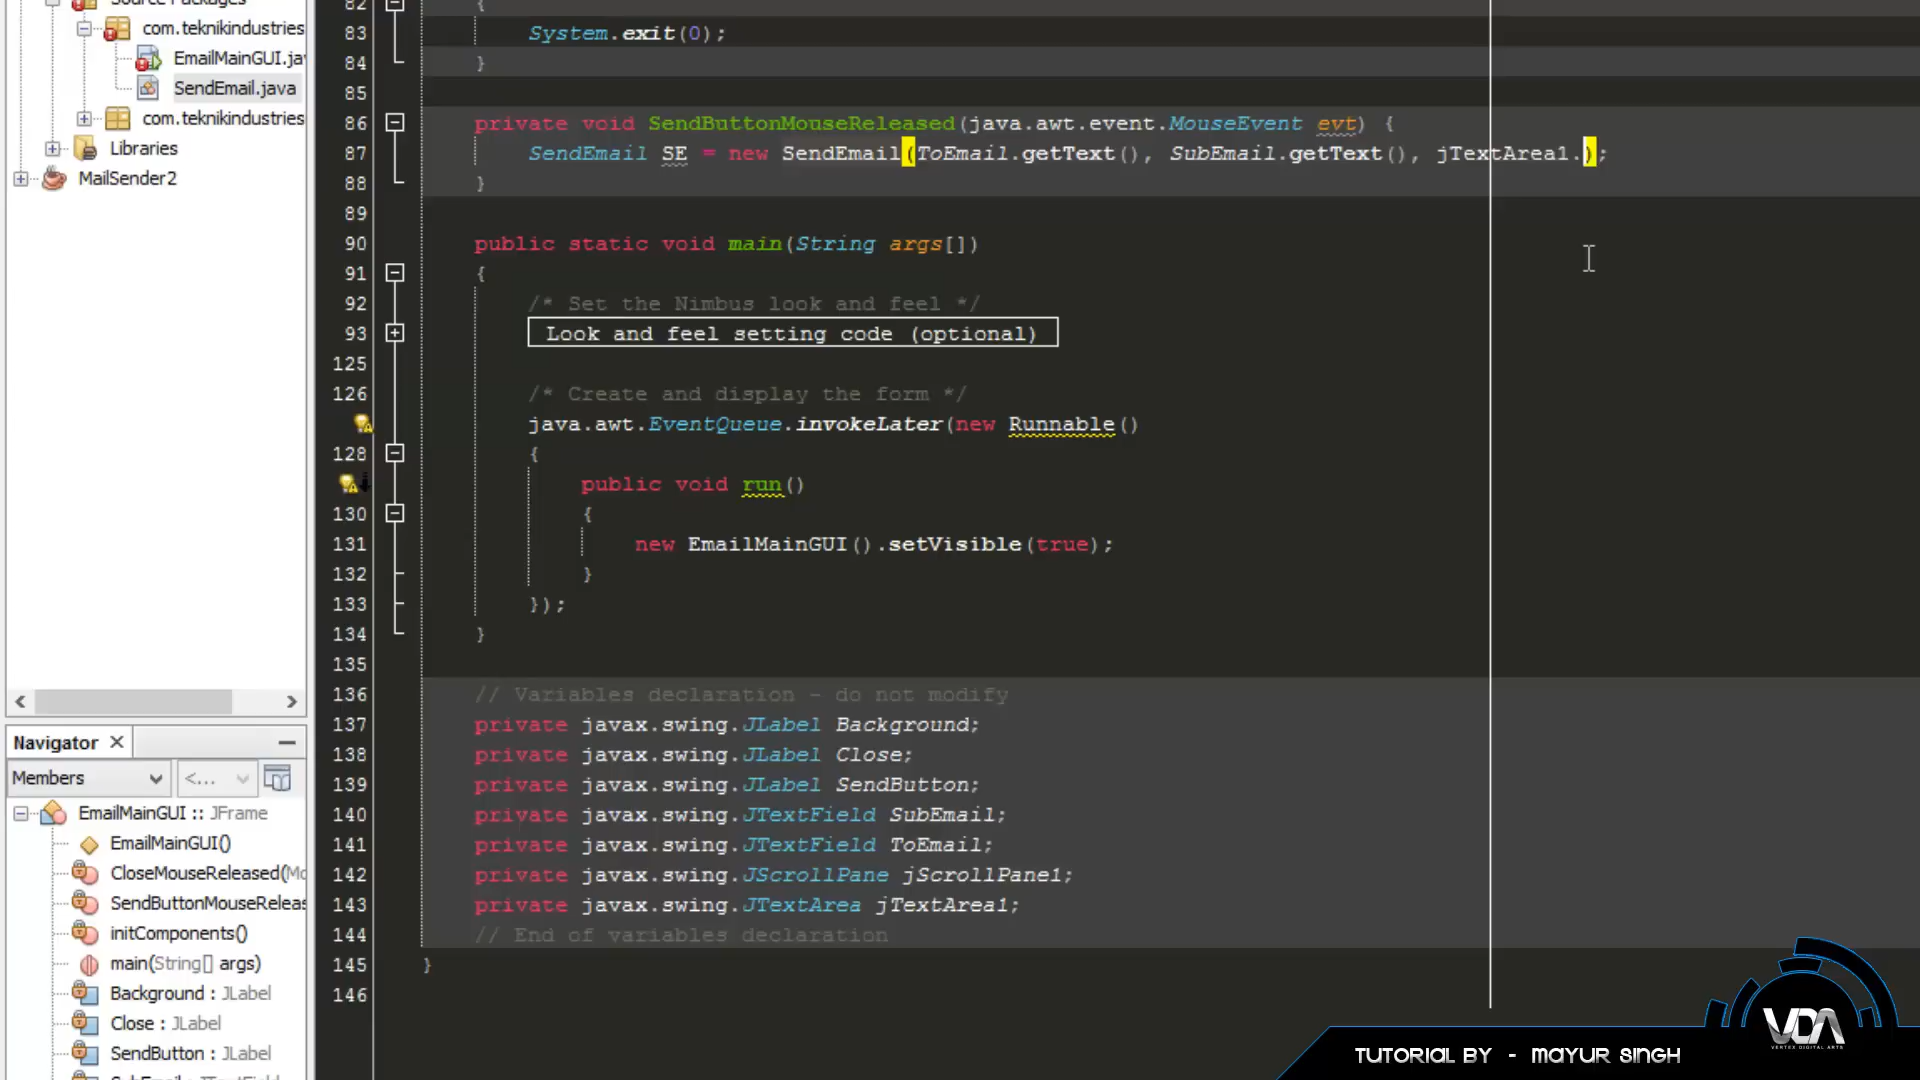 Source Packages
com.teknikindustries
EmailMainGUI.ja
SendEmail.java
com.teknikindustries
Libraries
MailSender2
Navigator
Members
<...
EmailMainGUI :: JFrame
EmailMainGUI()
CloseMouseReleased(Mo
SendButtonMouseReleas
initComponents()
main(String[] args)
Background : JLabel
Close : JLabel
SendButton : JLabel
SubEmail : JTextField
82 {
83 System.exit(0);
84 }
85
86 private void SendButtonMouseReleased(java.awt.event.MouseEvent evt) {
87 SendEmail SE = new SendEmail(ToEmail.getText(), SubEmail.getText(), jTextArea1.);
88 }
89
90 public static void main(String args[])
91 {
92 /* Set the Nimbus look and feel */
93 Look and feel setting code (optional)
125
126 /* Create and display the form */
java.awt.EventQueue.invokeLater(new Runnable()
128 {
public void run()
130 {
131 new EmailMainGUI().setVisible(true);
132 }
133 });
134 }
135
136 // Variables declaration - do not modify
137 private javax.swing.JLabel Background;
138 private javax.swing.JLabel Close;
139 private javax.swing.JLabel SendButton;
140 private javax.swing.JTextField SubEmail;
141 private javax.swing.JTextField ToEmail;
142 private javax.swing.JScrollPane jScrollPane1;
143 private javax.swing.JTextArea jTextArea1;
144 // End of variables declaration
145 }
146
VDA
VERTEX DIGITAL ARTS
TUTORIAL BY - MAYUR SINGH